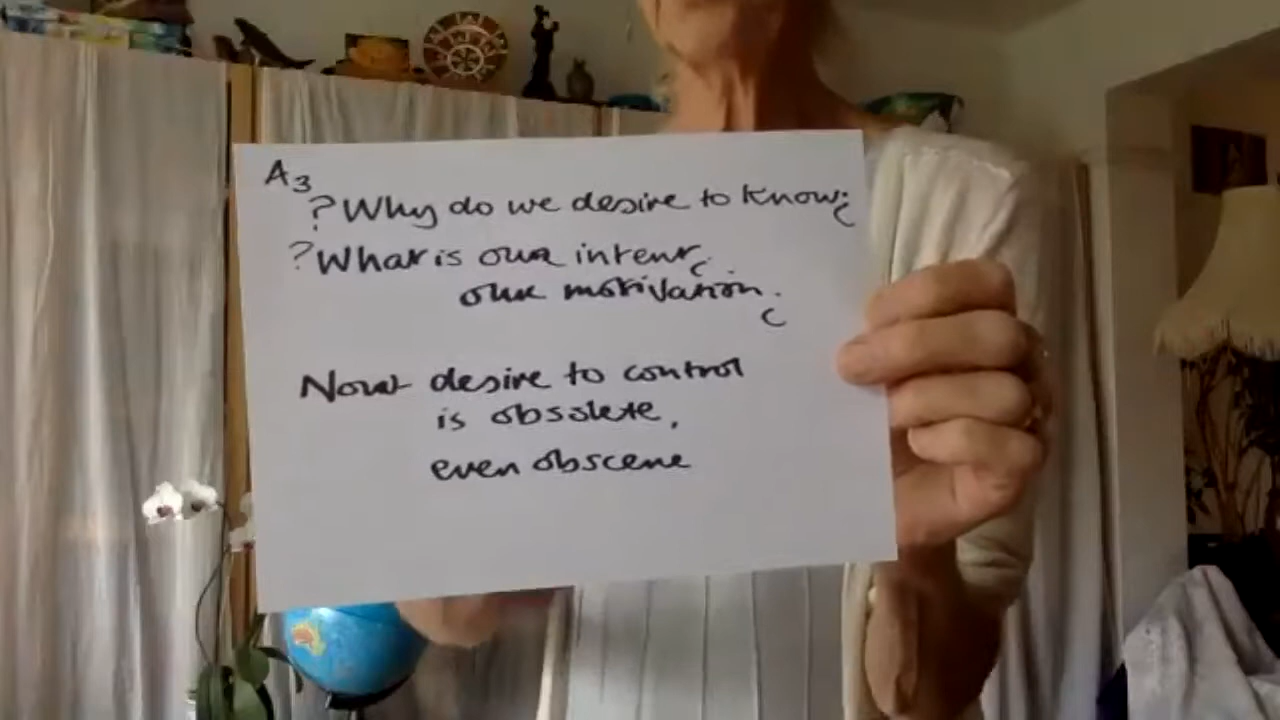 A3
?Why do we desire to know¿
?What is our intent,
our motivation¿
Now desire to control
is obsolete,
even obscene